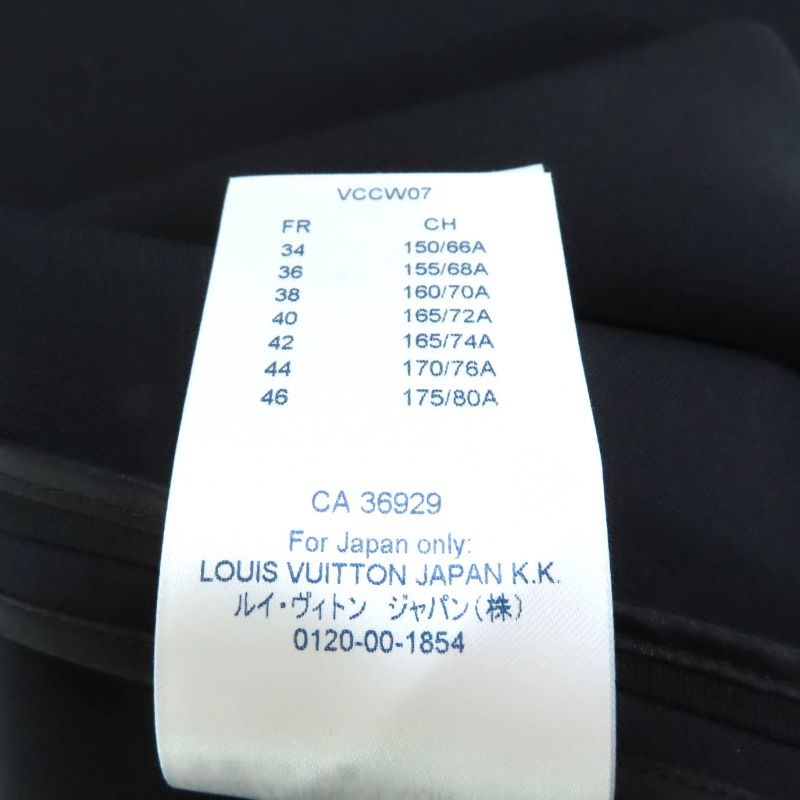 VCCW07
FR CH
34 150/66A
36 155/68A
38 160/70A
40 165/72A
42 165/74A
44 170/76A
46 175/80A
CA 36929
For Japan only:
LOUIS VUITTON JAPAN K.K.
ルイ・ヴィトン ジャパン(株)
0120-00-1854